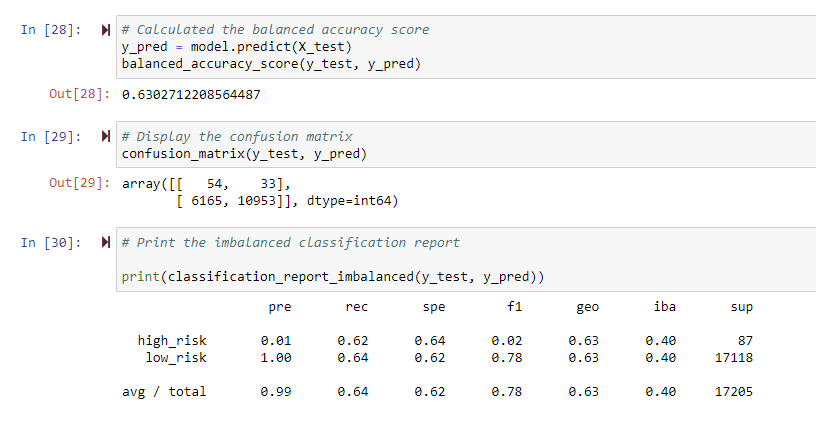 In [28]: # Calculated the balanced accuracy score
y_pred = model.predict(X_test)
balanced_accuracy_score(y_test, y_pred)
Out[28]: 0.6302712208564487
In [29]: # Display the confusion matrix
confusion_matrix(y_test, y_pred)
Out[29]: array([[   54,    33],
       [ 6165, 10953]], dtype=int64)
In [30]: # Print the imbalanced classification report
print(classification_report_imbalanced(y_test, y_pred))
pre rec spe f1 geo iba sup
high_risk 0.01 0.62 0.64 0.02 0.63 0.40 87
low_risk 1.00 0.64 0.62 0.78 0.63 0.40 17118
avg / total 0.99 0.64 0.62 0.78 0.63 0.40 17205